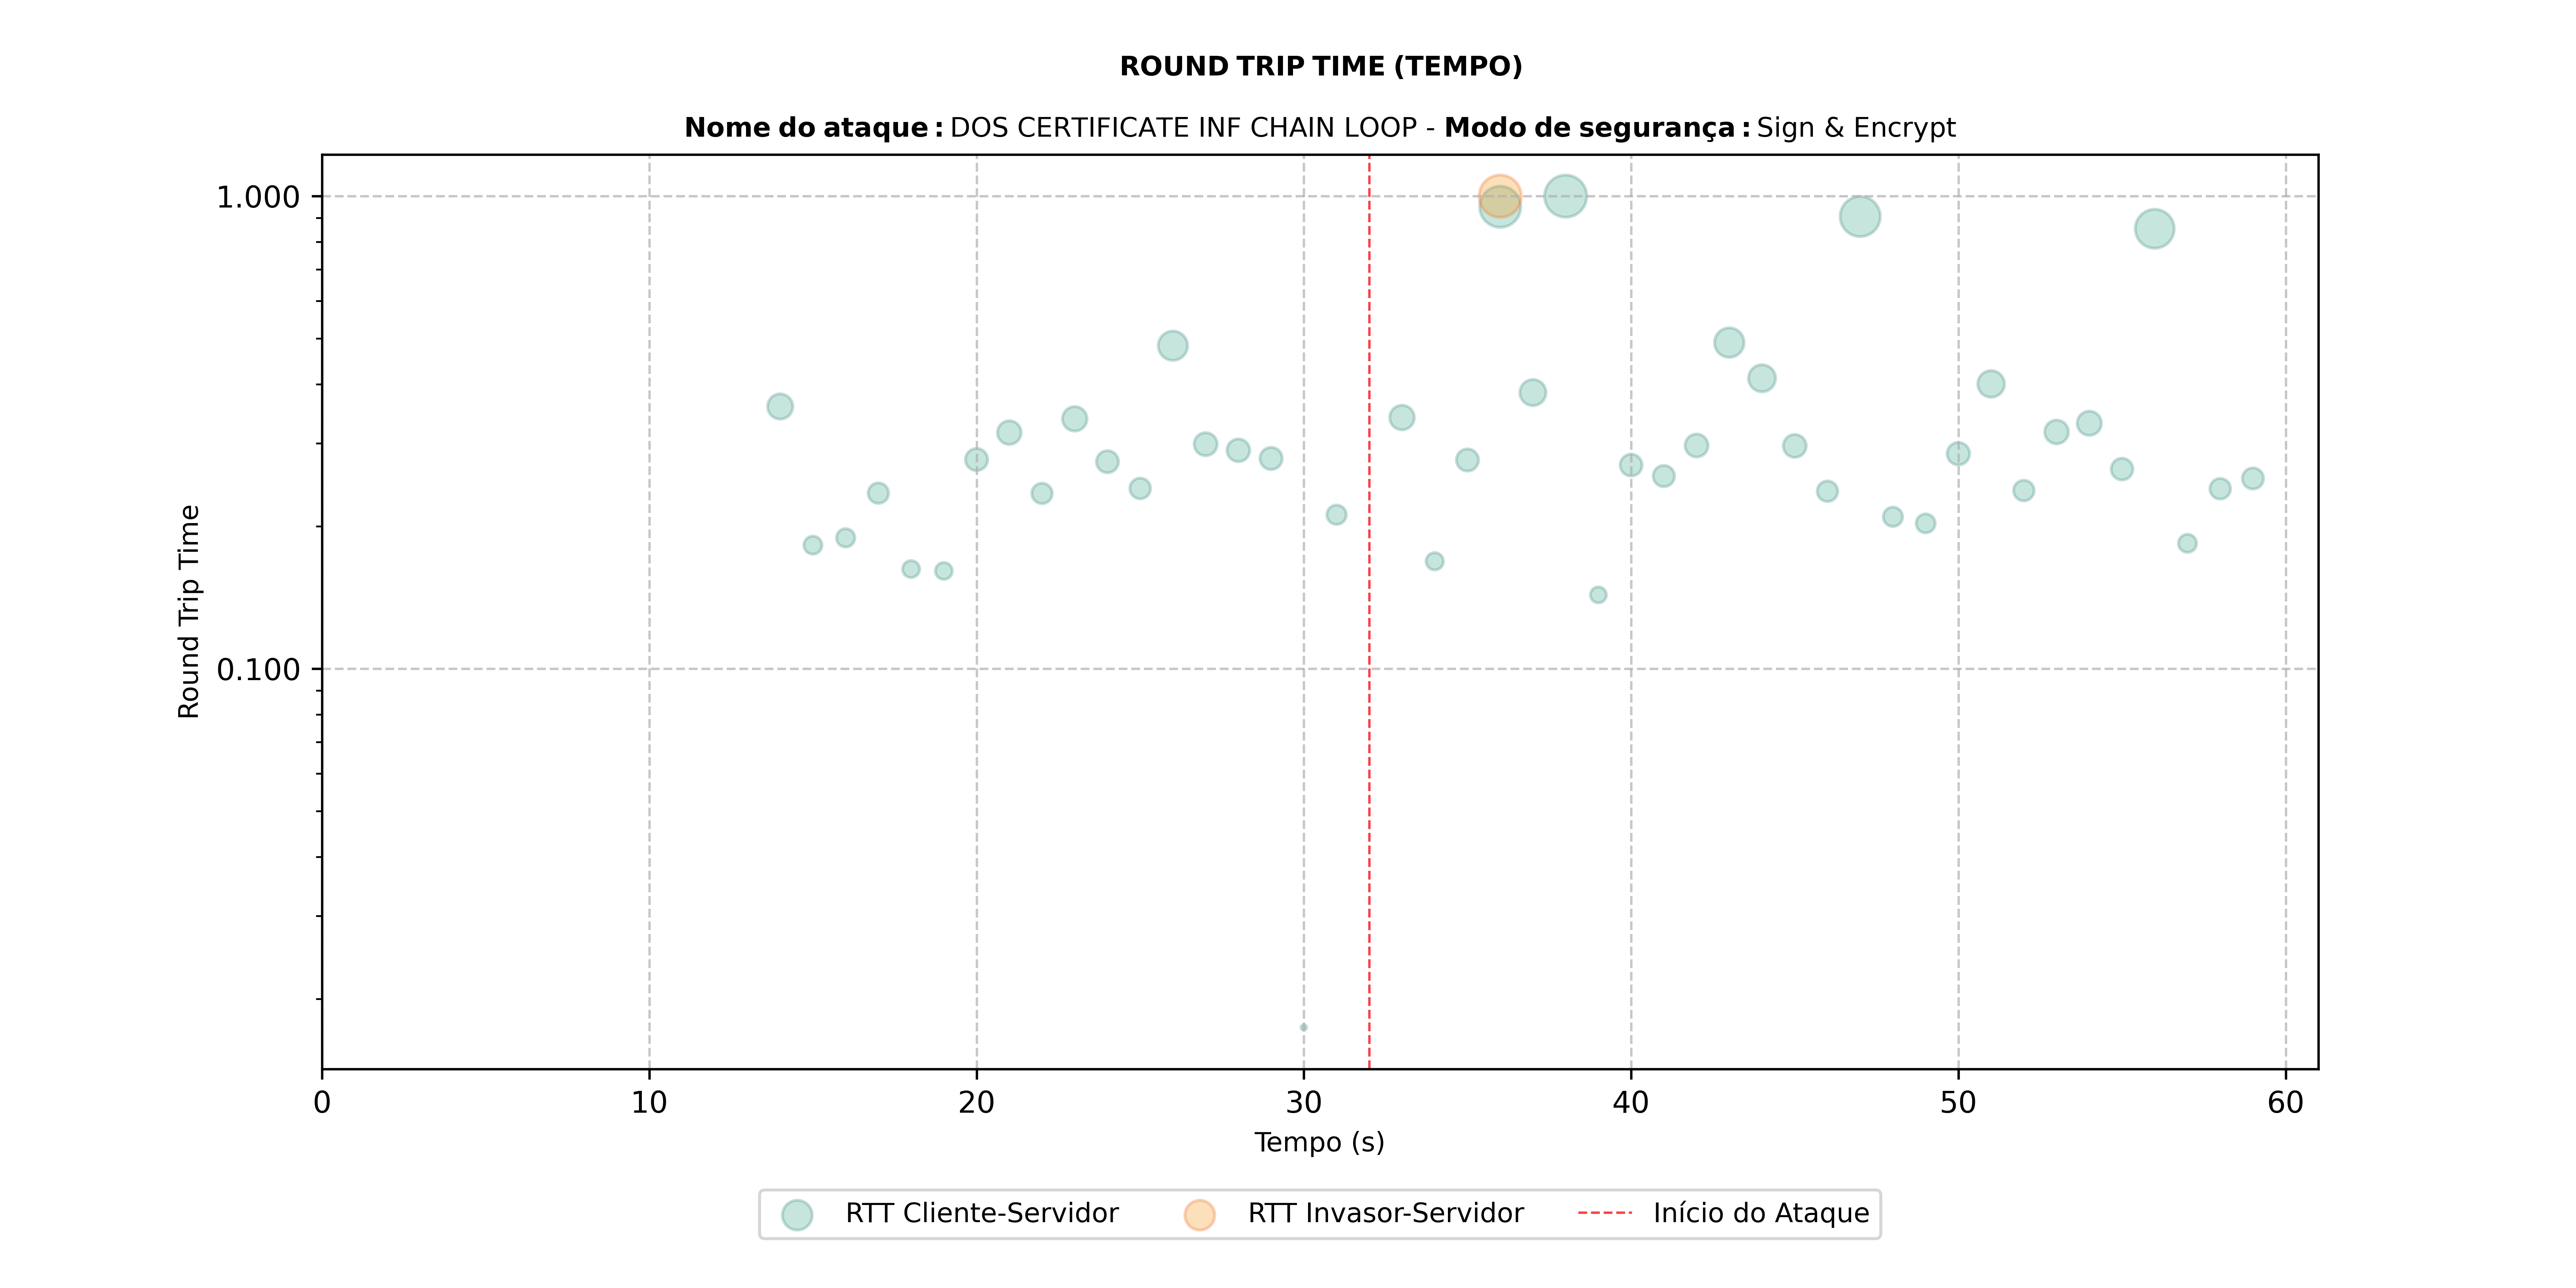 ROUND TRIP TIME (TEMPO)
Nome do ataque : DOS CERTIFICATE INF CHAIN LOOP - Modo de segurança : Sign & Encrypt
1.000
0.100
Round Trip Time
0 10 20 30 40 50 60
Tempo (s)
RTT Cliente-Servidor RTT Invasor-Servidor Início do Ataque